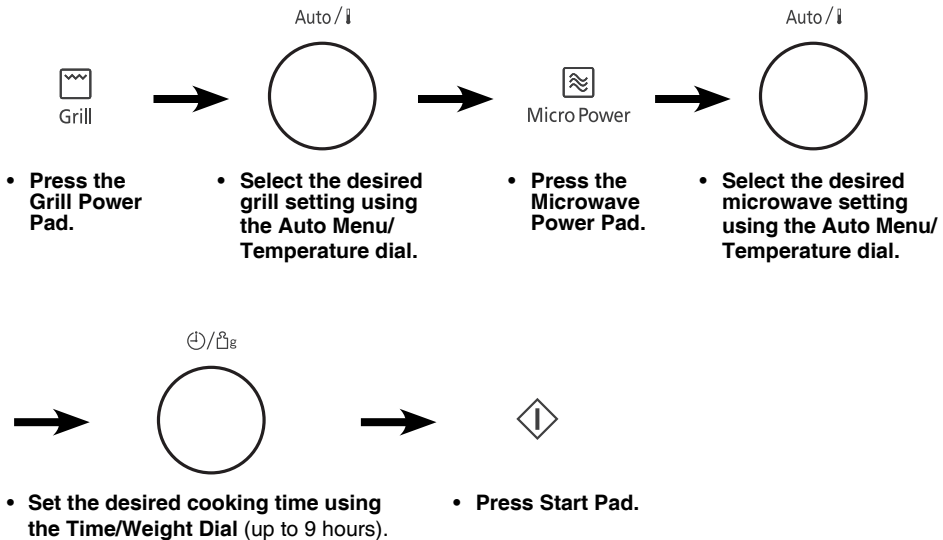 Auto/
Grill
• Press the
Grill Power
Pad.
• Select the desired
grill setting using
the Auto Menu/
Temperature dial.
Auto/
Micro Power
• Press the
Microwave
Power Pad.
• Select the desired
microwave setting
using the Auto Menu/
Temperature dial.
/ g
• Set the desired cooking time using
the Time/Weight Dial (up to 9 hours).
• Press Start Pad.